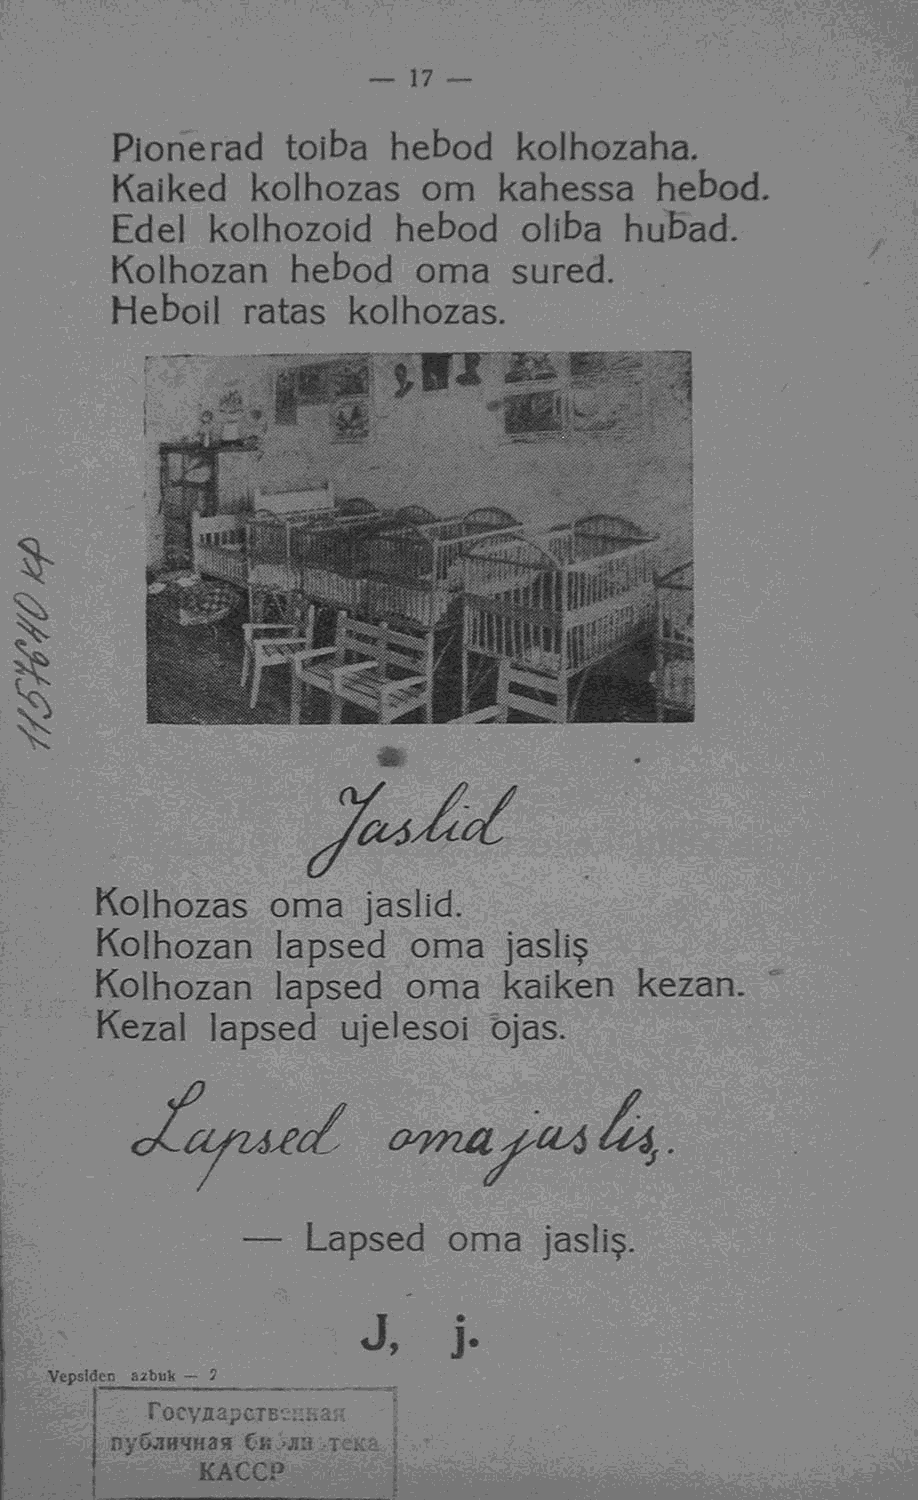 — 17 —
Pionerad toiba hebod kolhozaha.
Kaiked kolhozas om kahessa hebod.
Edel kolhozoid hebod oliba hubad.
Kolhozan hebod oma sured.
Heboil ratas kolhozas.
1157640 кр
Jaslid
Kolhozas oma jaslid.
Kolhozan lapsed oma jasliş
Kolhozan lapsed oma kaiken kezan.
Kezal lapsed ujelesoi ojas.
Lapsed oma jasliş.
— Lapsed oma jasliş.
J, j.
Vepsiden azbuk — 2
Государственная
публичная библиотека
КАССР